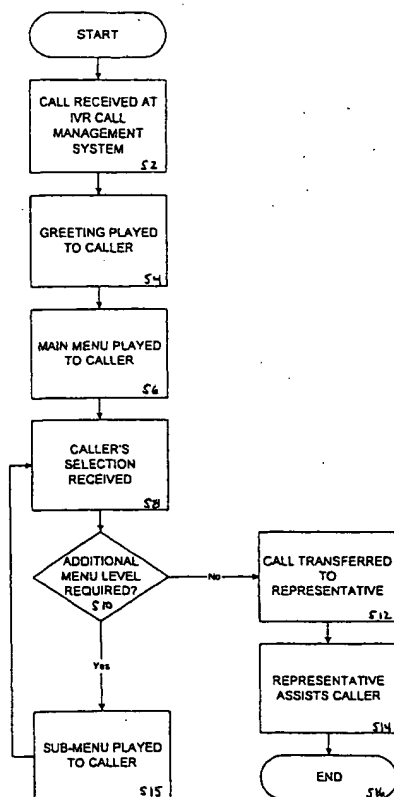 START
CALL RECEIVED AT
IVR CALL
MANAGEMENT
SYSTEM
S2
GREETING PLAYED
TO CALLER
S4
MAIN MENU PLAYED
TO CALLER
S6
CALLER'S
SELECTION
RECEIVED
S8
ADDITIONAL
MENU LEVEL
REQUIRED?
S10
No
CALL TRANSFERRED
TO
REPRESENTATIVE
S12
REPRESENTATIVE
ASSISTS CALLER
S14
END
S16
Yes
SUB-MENU PLAYED
TO CALLER
S15